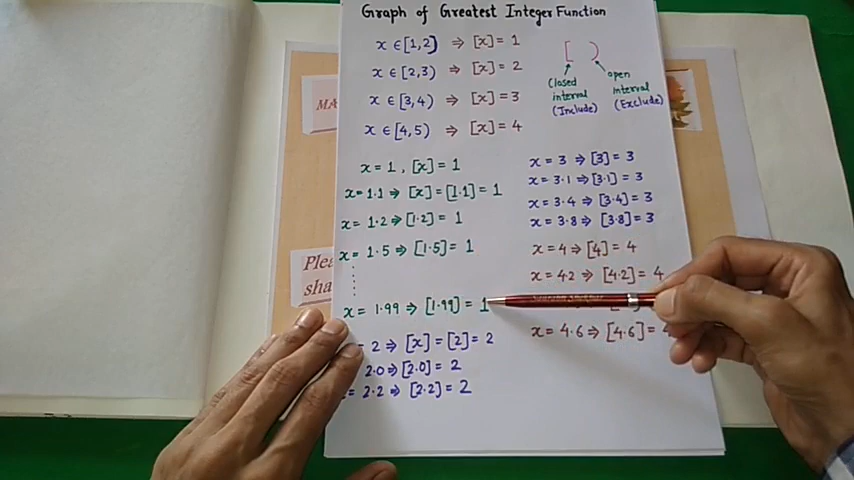 Graph of Greatest Integer Function
x ∈ [1,2) ⇒ [x] = 1
x ∈ [2,3) ⇒ [x] = 2
x ∈ [3,4) ⇒ [x] = 3
x ∈ [4,5) ⇒ [x] = 4
[ )
closed interval (Include)
open interval (Exclude)
x = 1 , [x] = 1
x = 1.1 ⇒ [x] = [1.1] = 1
x = 1.2 ⇒ [1.2] = 1
x = 1.5 ⇒ [1.5] = 1
x = 1.99 ⇒ [1.99] = 1
= 2 ⇒ [x] = [2] = 2
2.0 ⇒ [2.0] = 2
= 2.2 ⇒ [2.2] = 2
x = 3 ⇒ [3] = 3
x = 3.1 ⇒ [3.1] = 3
x = 3.4 ⇒ [3.4] = 3
x = 3.8 ⇒ [3.8] = 3
x = 4 ⇒ [4] = 4
x = 4.2 ⇒ [4.2] = 4
x = 4.6 ⇒ [4.6] = 4
MA
Plea
sha